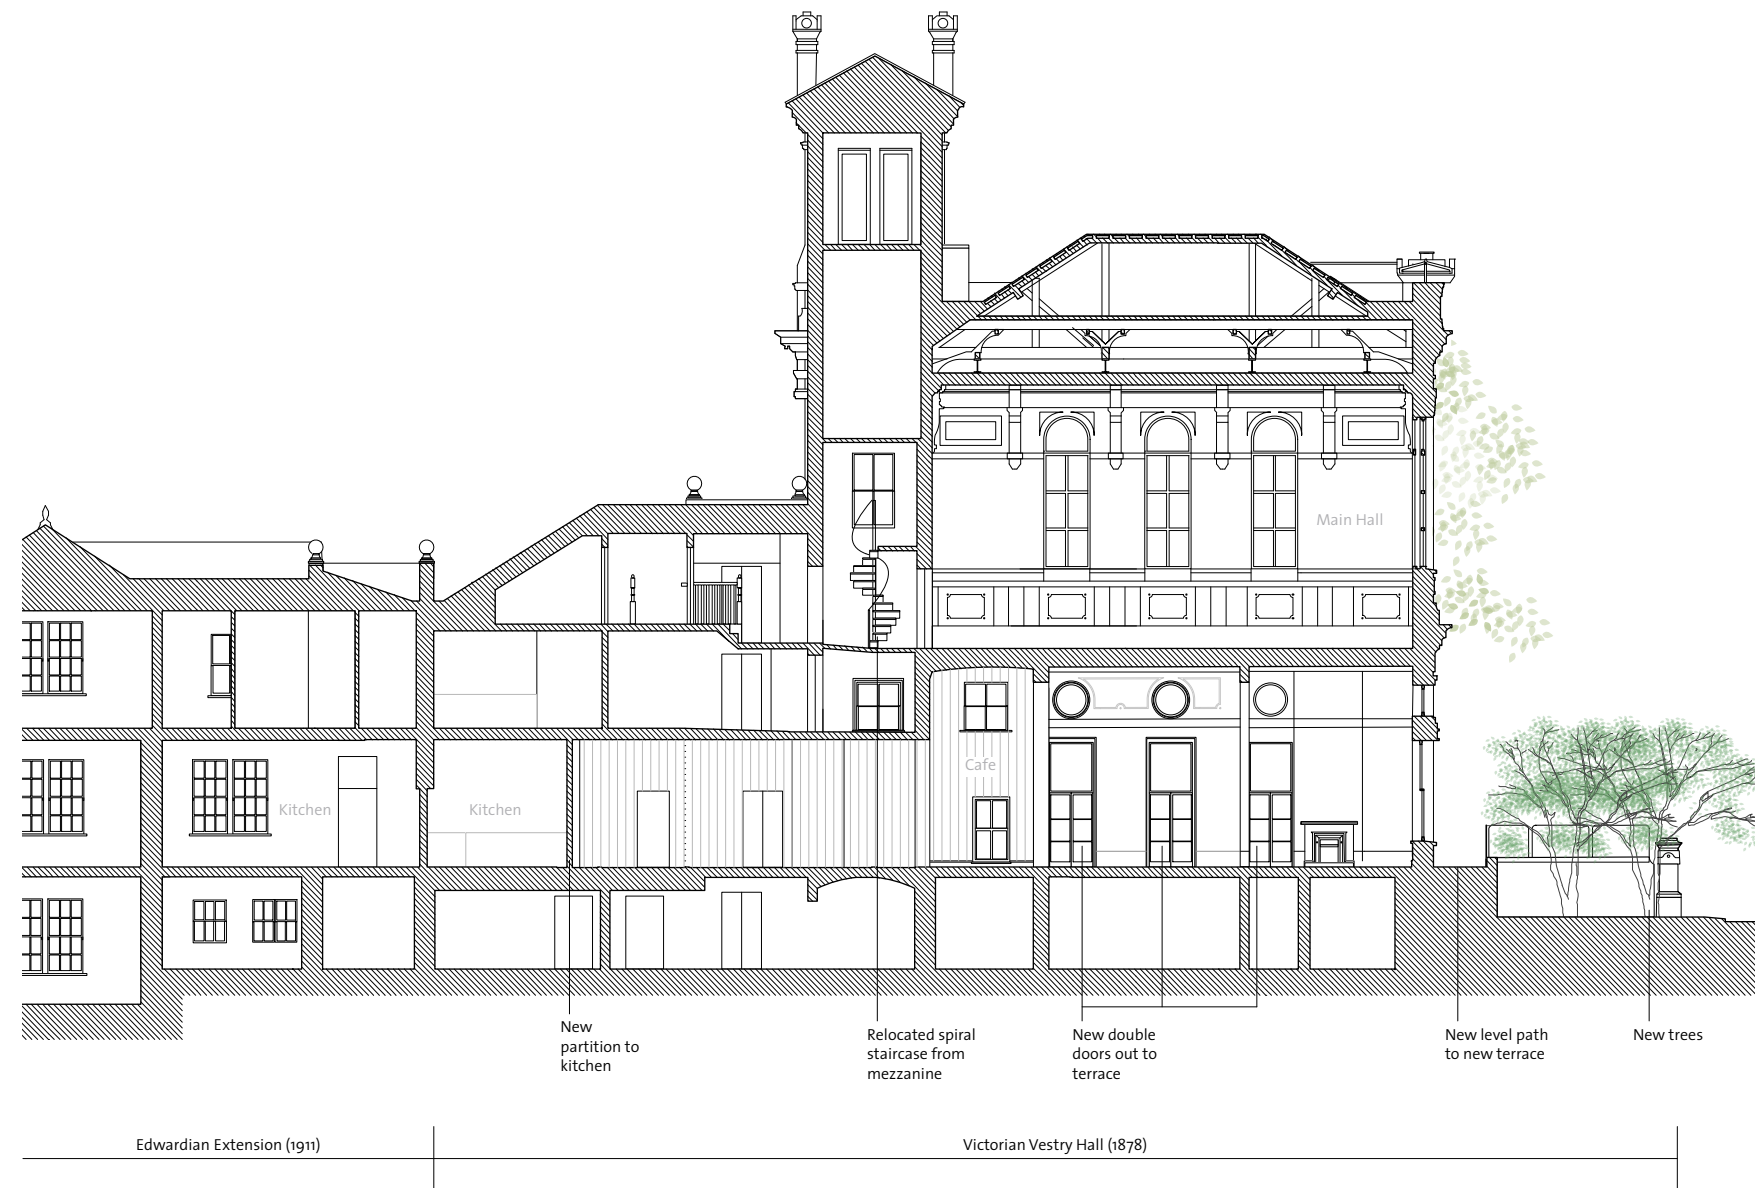 Main Hall
Cafe
Kitchen
Kitchen
New
partition to
kitchen
Relocated spiral
staircase from
mezzanine
New double
doors out to
terrace
New level path
to new terrace
New trees
Edwardian Extension (1911)
Victorian Vestry Hall (1878)